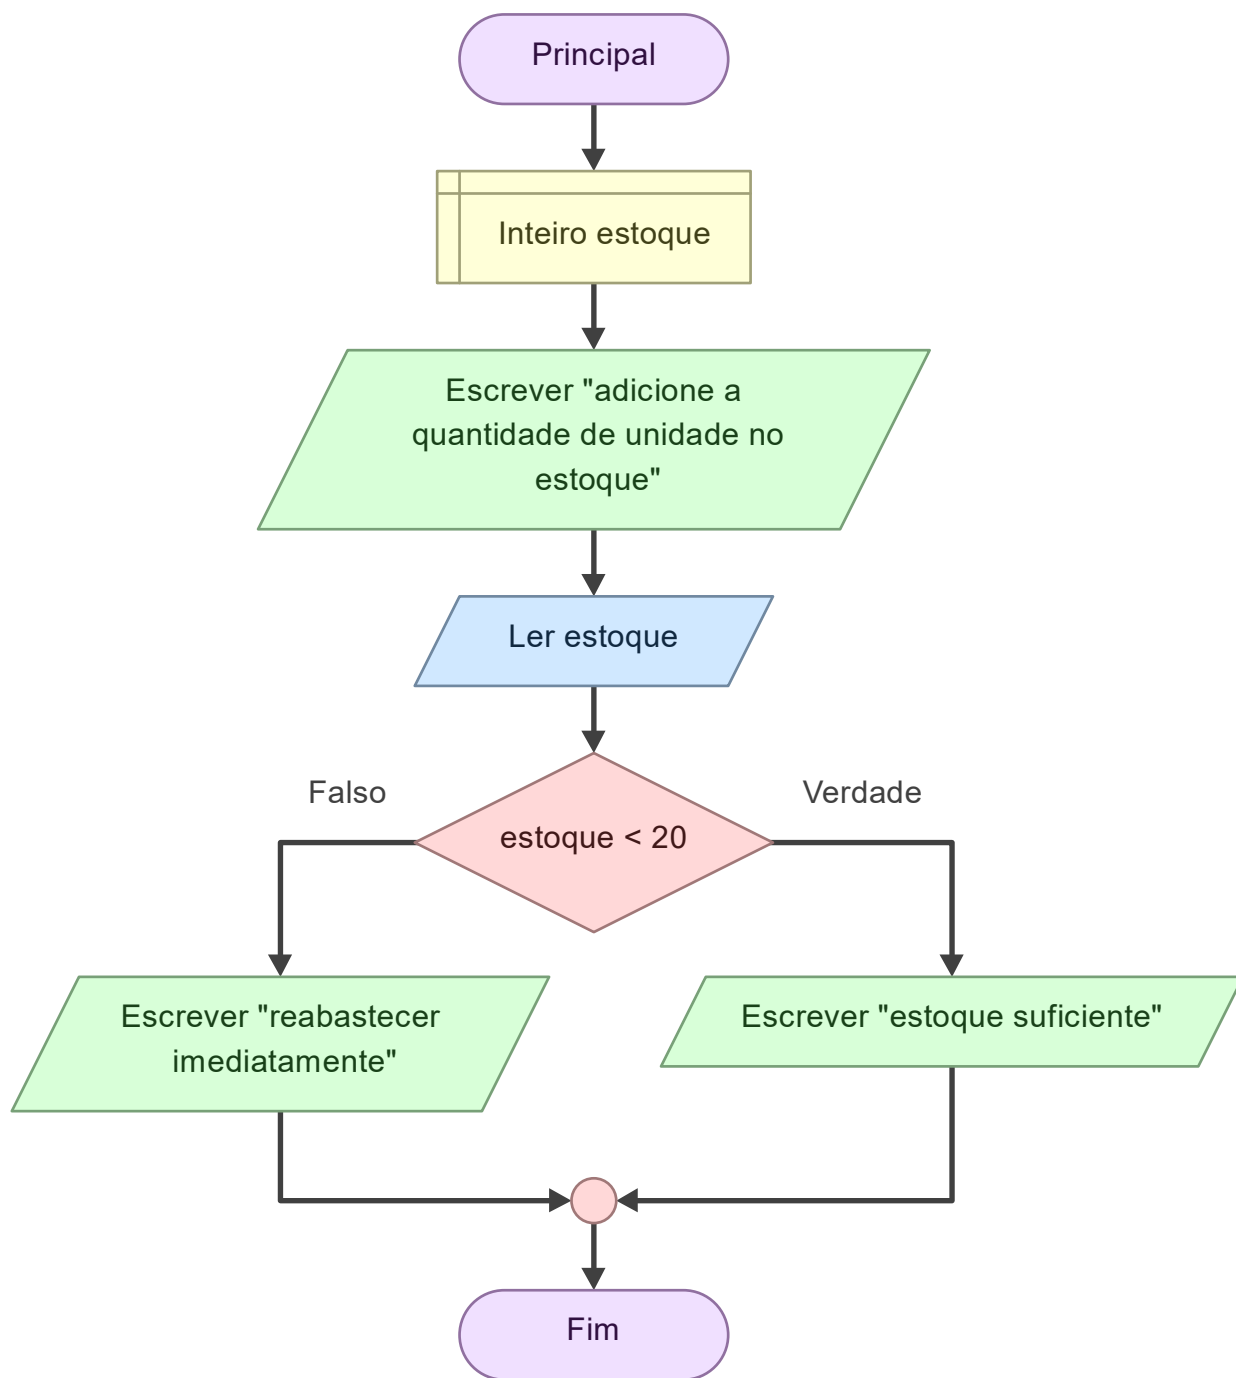 Principal
Inteiro estoque
Escrever "adicione a
quantidade de unidade no
estoque"
Ler estoque
Falso
Verdade
estoque < 20
Escrever "reabastecer
imediatamente"
Escrever "estoque suficiente"
Fim